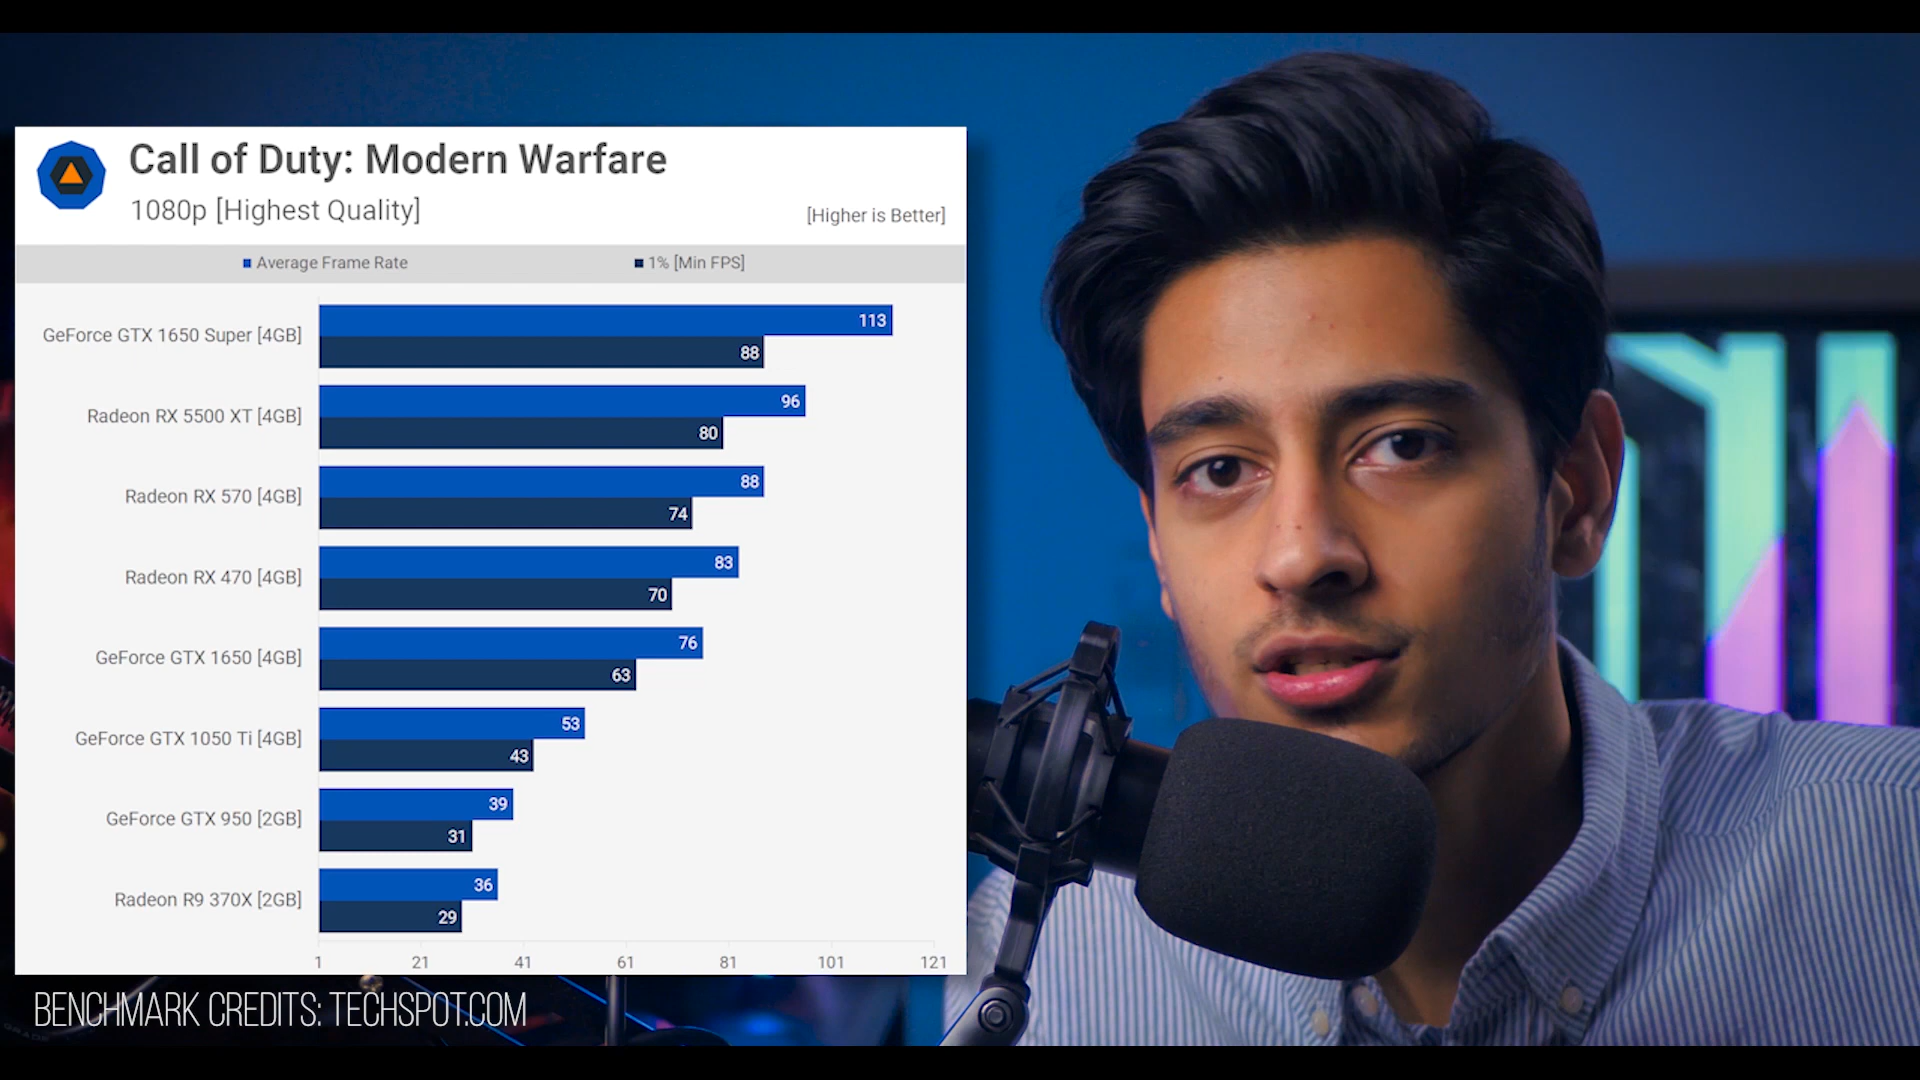 Call of Duty: Modern Warfare
1080p [Highest Quality]
[Higher is Better]
Average Frame Rate
1% [Min FPS]
GeForce GTX 1650 Super [4GB]
113
88
Radeon RX 5500 XT [4GB]
96
80
Radeon RX 570 [4GB]
88
74
Radeon RX 470 [4GB]
83
70
GeForce GTX 1650 [4GB]
76
63
GeForce GTX 1050 Ti [4GB]
53
43
GeForce GTX 950 [2GB]
39
31
Radeon R9 370X [2GB]
36
29
1 21 41 61 81 101 121
BENCHMARK CREDITS: TECHSPOT.COM